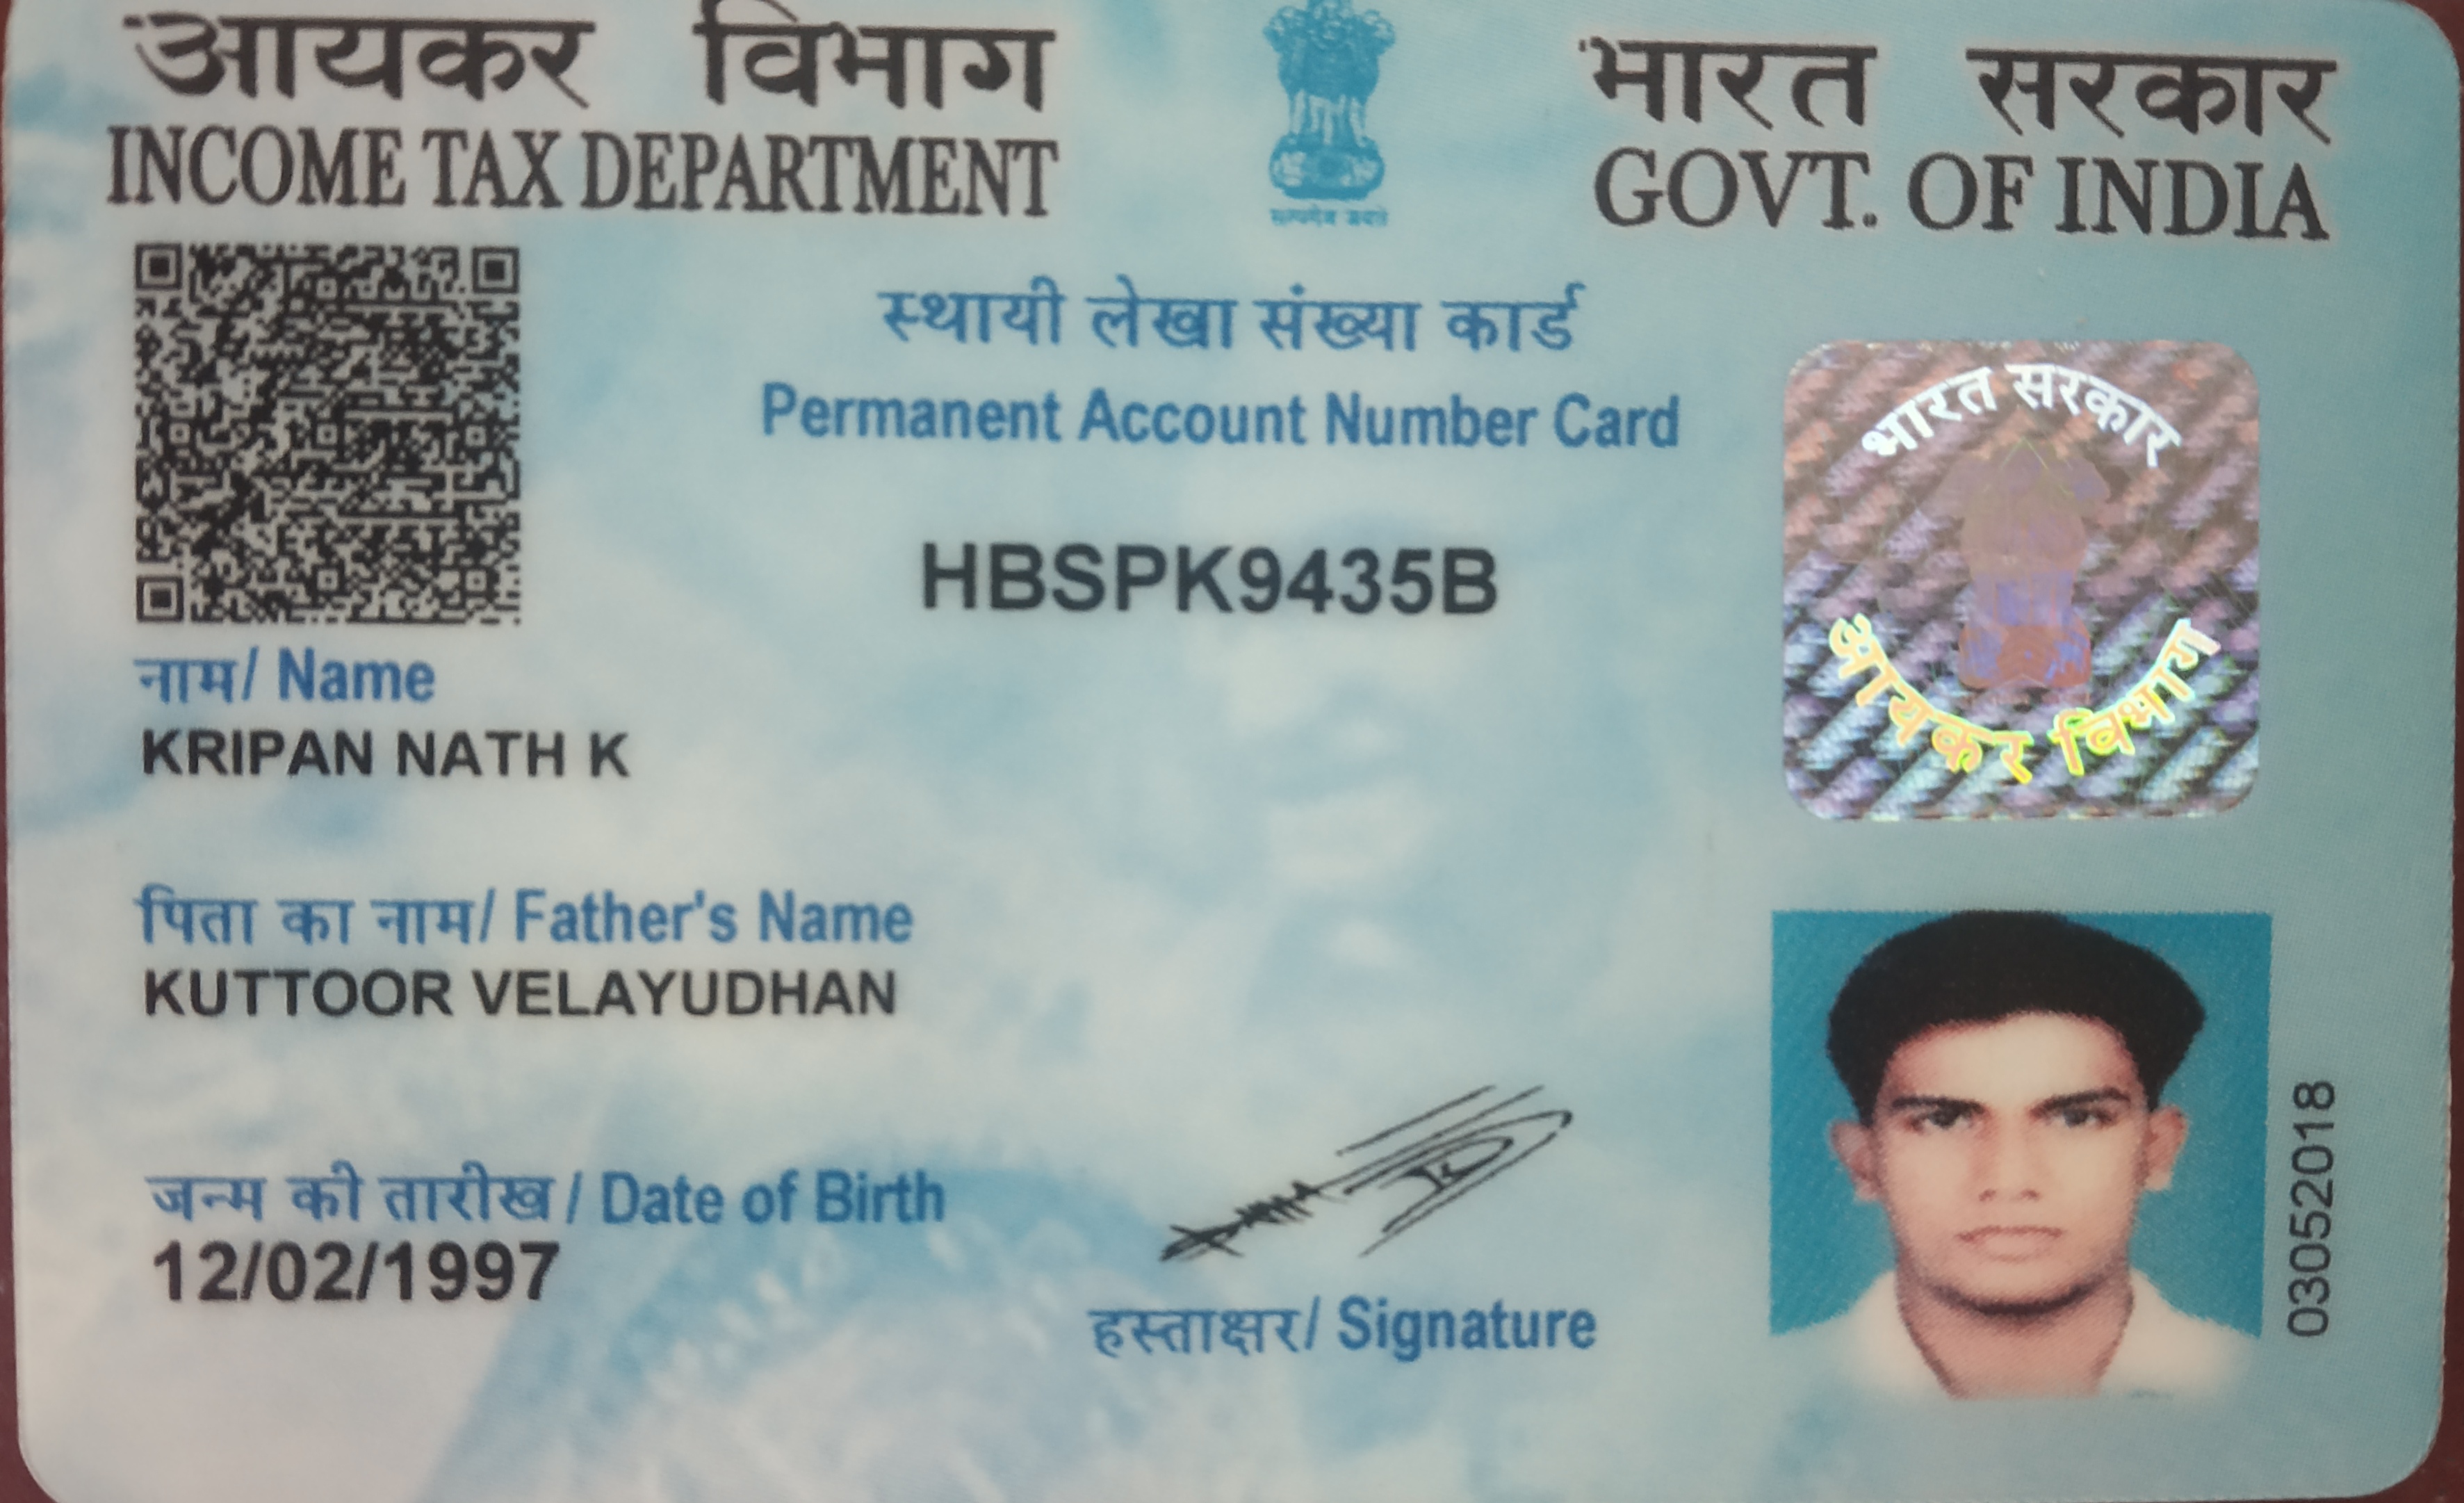 आयकर विभाग
INCOME TAX DEPARTMENT
सत्यमेव जयते
भारत सरकार
GOVT. OF INDIA
स्थायी लेखा संख्या कार्ड
Permanent Account Number Card
HBSPK9435B
भारत सरकार
आयकर विभाग
नाम/ Name
KRIPAN NATH K
पिता का नाम/ Father's Name
KUTTOOR VELAYUDHAN
जन्म की तारीख / Date of Birth
12/02/1997
हस्ताक्षर/ Signature
03052018